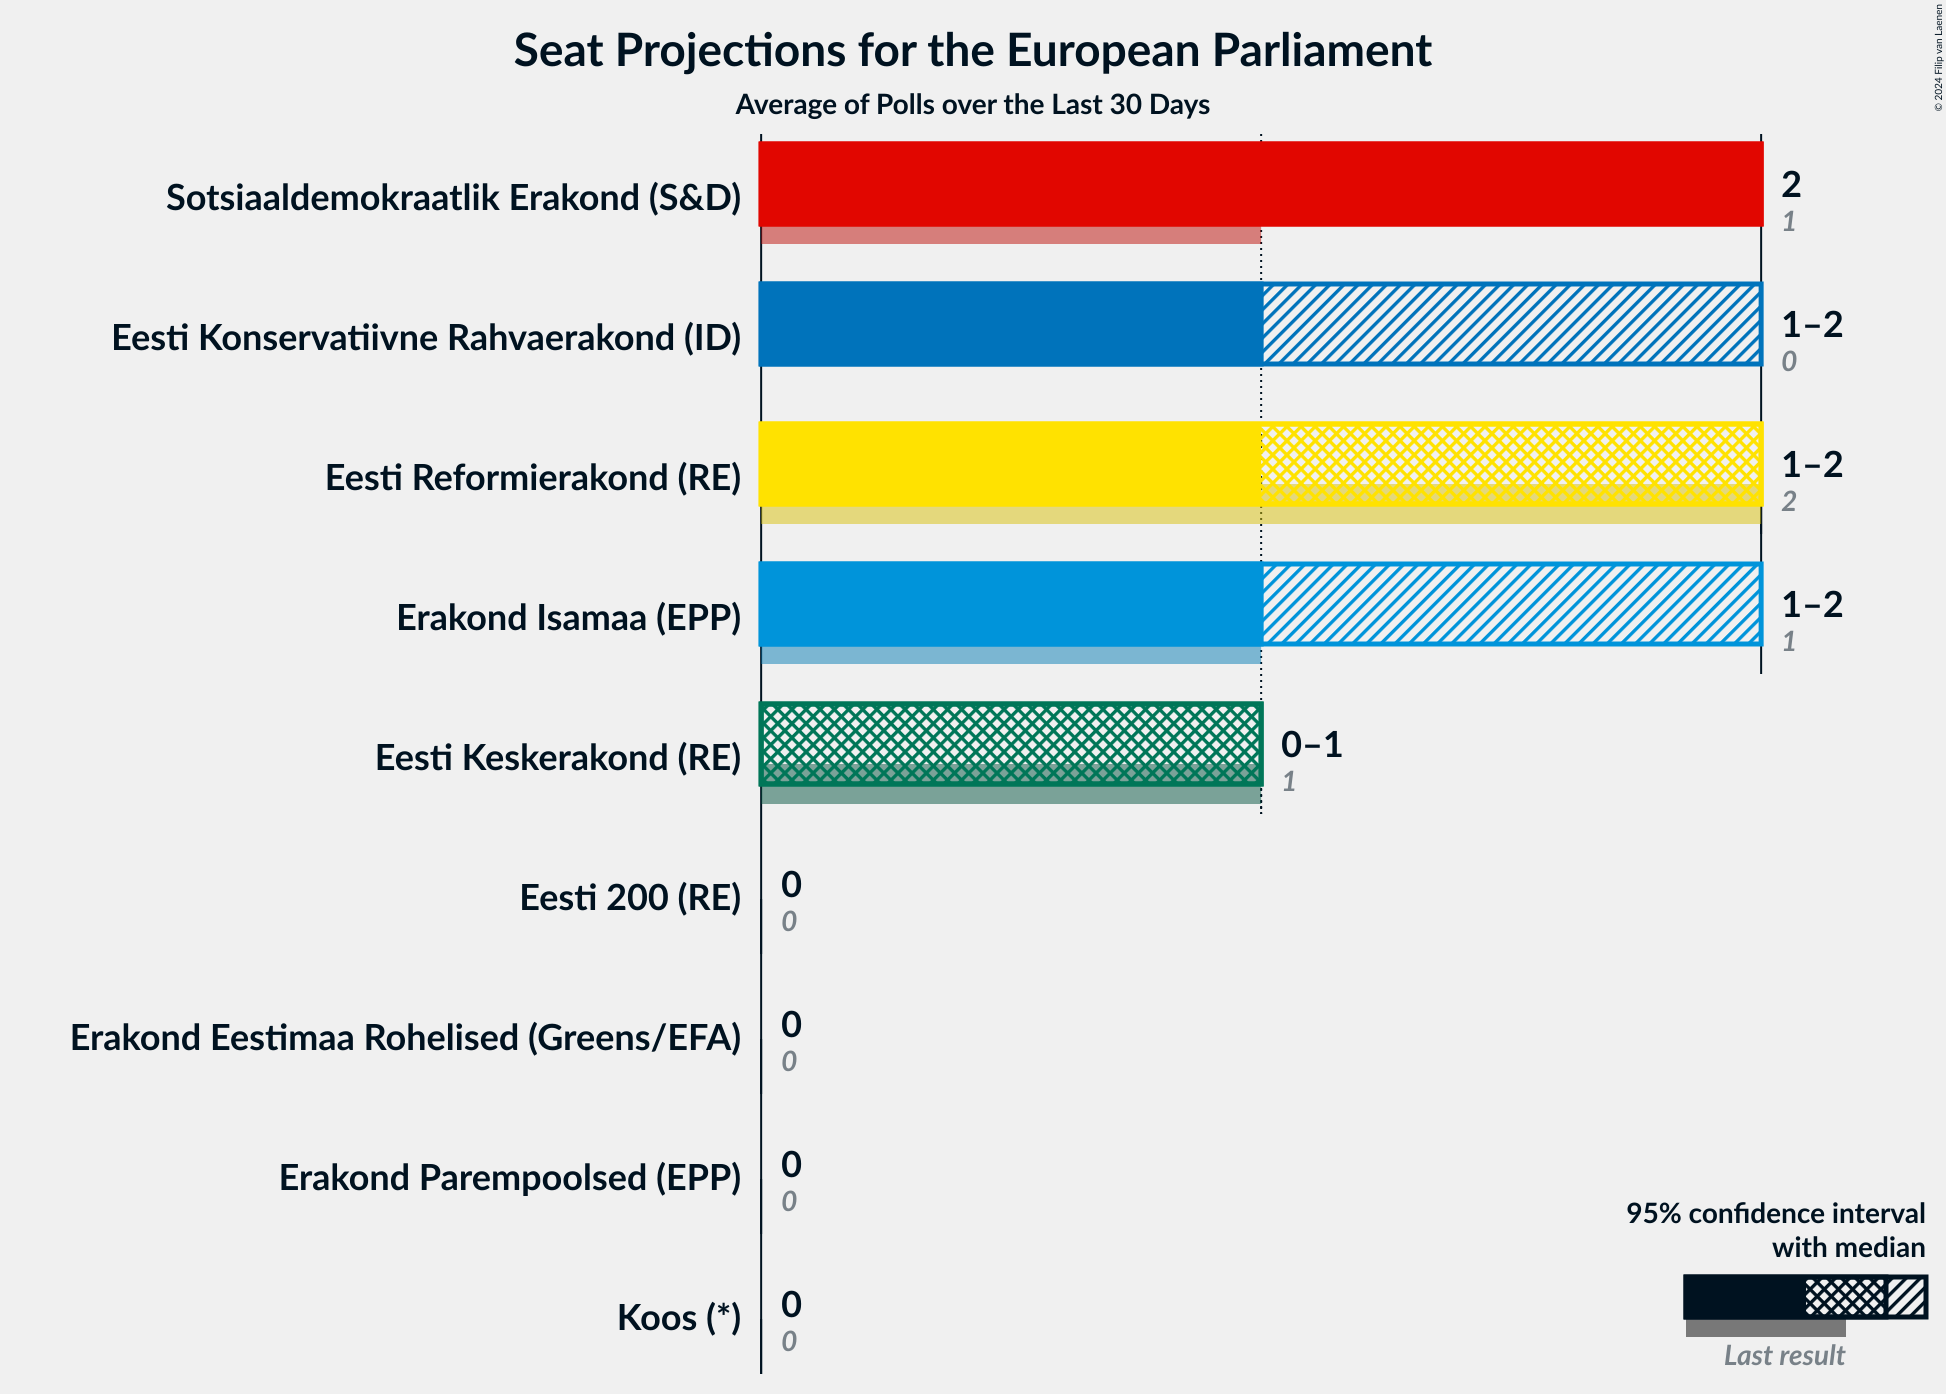 Seat Projections for the European Parliament
Average of Polls over the Last 30 Days
© 2024 Filip van Laenen
Sotsiaaldemokraatlik Erakond (S&D)
2
1
Eesti Konservatiivne Rahvaerakond (ID)
1–2
0
Eesti Reformierakond (RE)
1–2
2
Erakond Isamaa (EPP)
1–2
1
Eesti Keskerakond (RE)
0–1
1
Eesti 200 (RE)
0
0
Erakond Eestimaa Rohelised (Greens/EFA)
0
0
Erakond Parempoolsed (EPP)
0
0
Koos (*)
0
0
95% confidence interval
with median
Last result